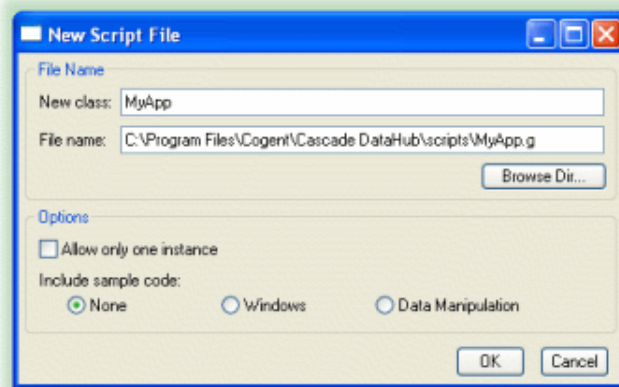 New Script File
File Name
New class: MyApp
File name: C:\Program Files\Cogent\Cascade DataHub\scripts\MyApp.g
Browse Dir...
Options
Allow only one instance
Include sample code:
None Windows Data Manipulation
OK Cancel